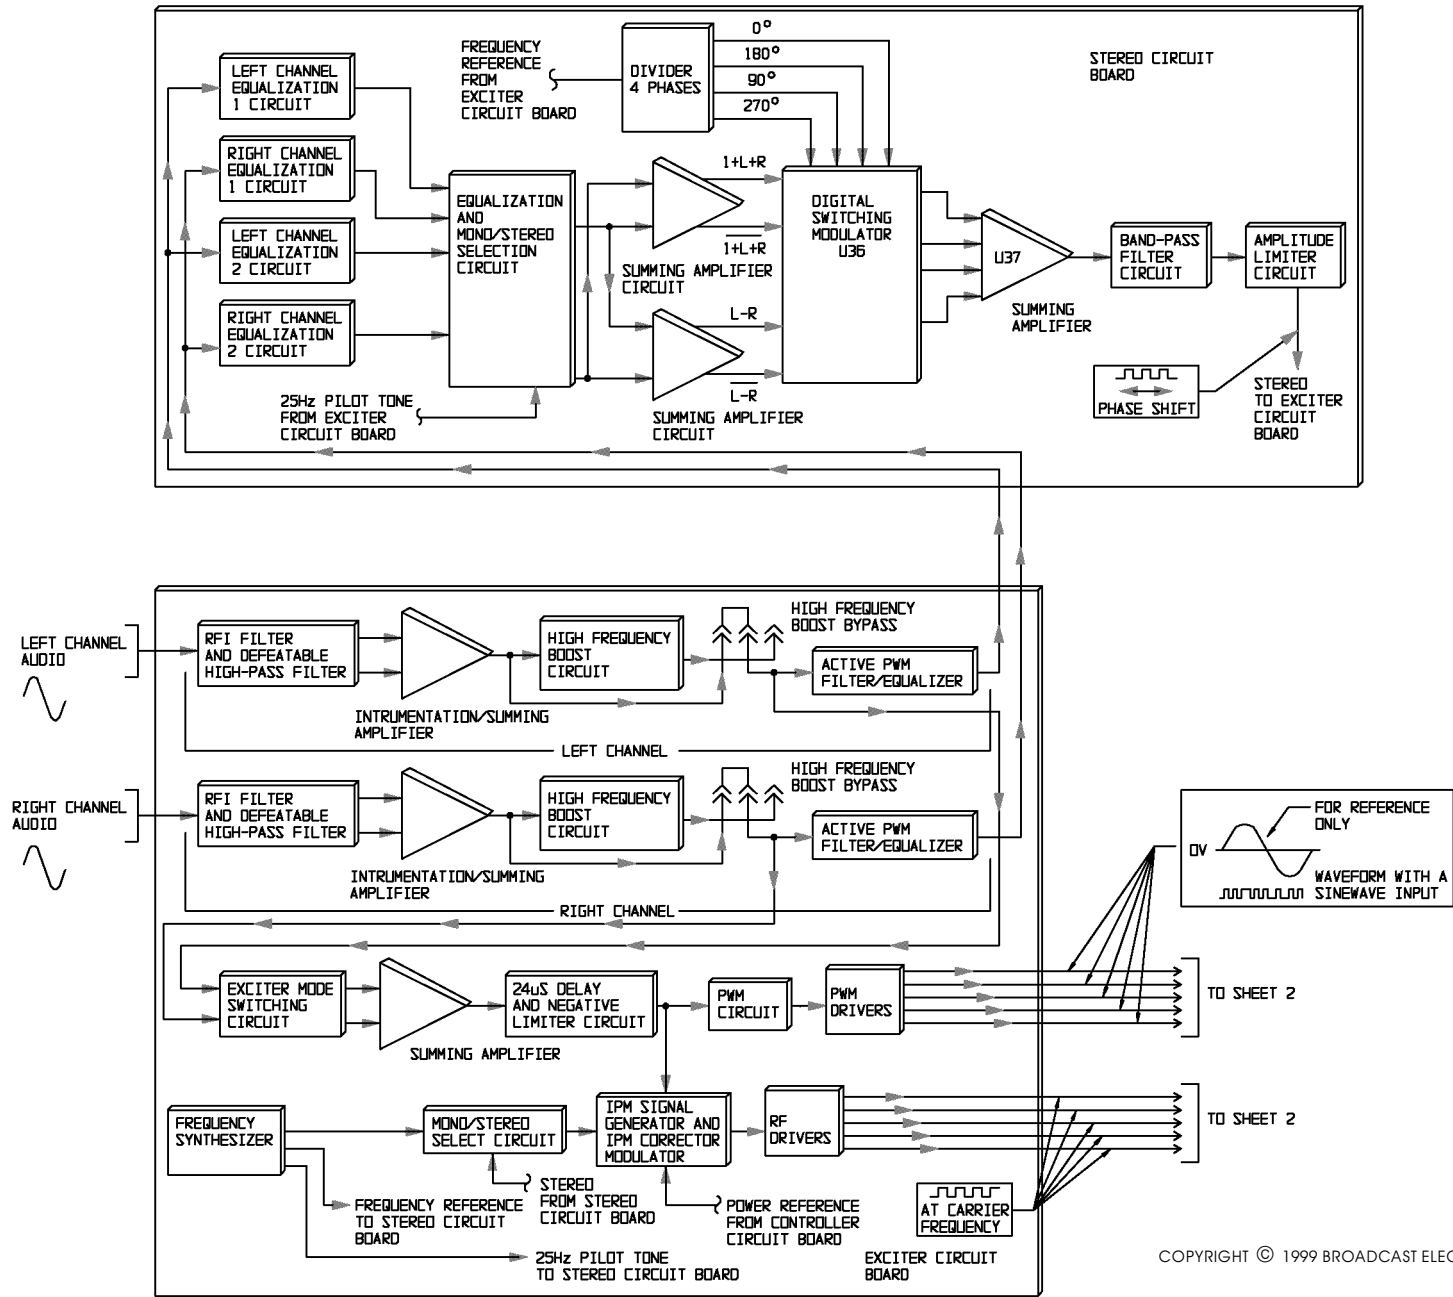 STEREO CIRCUIT
BOARD
FREQUENCY
REFERENCE
FROM
EXCITER
CIRCUIT BOARD
DIVIDER
4 PHASES
0°
180°
90°
270°
LEFT CHANNEL
EQUALIZATION
1 CIRCUIT
RIGHT CHANNEL
EQUALIZATION
1 CIRCUIT
LEFT CHANNEL
EQUALIZATION
2 CIRCUIT
RIGHT CHANNEL
EQUALIZATION
2 CIRCUIT
EQUALIZATION
AND
MONO/STEREO
SELECTION
CIRCUIT
25Hz PILOT TONE
FROM EXCITER
CIRCUIT BOARD
1+L+R
1+L+R
SUMMING AMPLIFIER
CIRCUIT
L-R
L-R
SUMMING AMPLIFIER
CIRCUIT
DIGITAL
SWITCHING
MODULATOR
U36
U37
SUMMING
AMPLIFIER
BAND-PASS
FILTER
CIRCUIT
AMPLITUDE
LIMITER
CIRCUIT
PHASE SHIFT
STEREO
TO EXCITER
CIRCUIT
BOARD
LEFT CHANNEL
AUDIO
RFI FILTER
AND DEFEATABLE
HIGH-PASS FILTER
INTRUMENTATION/SUMMING
AMPLIFIER
HIGH FREQUENCY
BOOST
CIRCUIT
HIGH FREQUENCY
BOOST BYPASS
ACTIVE PWM
FILTER/EQUALIZER
LEFT CHANNEL
RIGHT CHANNEL
AUDIO
RFI FILTER
AND DEFEATABLE
HIGH-PASS FILTER
INTRUMENTATION/SUMMING
AMPLIFIER
HIGH FREQUENCY
BOOST
CIRCUIT
HIGH FREQUENCY
BOOST BYPASS
ACTIVE PWM
FILTER/EQUALIZER
RIGHT CHANNEL
FOR REFERENCE
ONLY
0V
WAVEFORM WITH A
SINEWAVE INPUT
EXCITER MODE
SWITCHING
CIRCUIT
SUMMING AMPLIFIER
24uS DELAY
AND NEGATIVE
LIMITER CIRCUIT
PWM
CIRCUIT
PWM
DRIVERS
TO SHEET 2
FREQUENCY
SYNTHESIZER
MONO/STEREO
SELECT CIRCUIT
IPM SIGNAL
GENERATOR AND
IPM CORRECTOR
MODULATOR
RF
DRIVERS
TO SHEET 2
FREQUENCY REFERENCE
TO STEREO CIRCUIT
BOARD
STEREO
FROM STEREO
CIRCUIT BOARD
POWER REFERENCE
FROM CONTROLLER
CIRCUIT BOARD
AT CARRIER
FREQUENCY
25Hz PILOT TONE
TO STEREO CIRCUIT BOARD
EXCITER CIRCUIT
BOARD
COPYRIGHT © 1999 BROADCAST ELEC